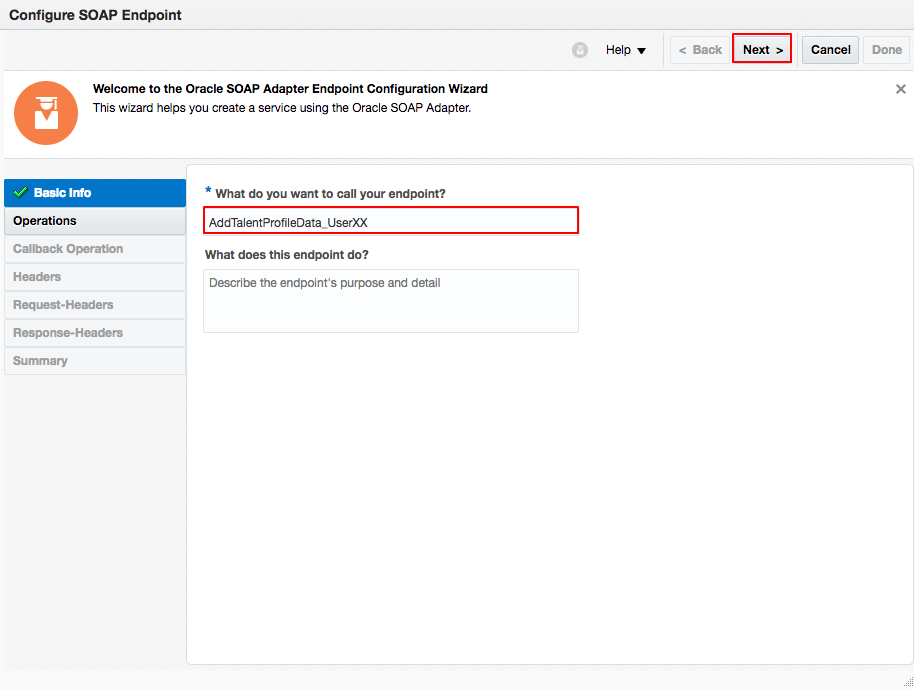 Configure SOAP Endpoint
Help
< Back
Next >
Cancel
Done
Welcome to the Oracle SOAP Adapter Endpoint Configuration Wizard
This wizard helps you create a service using the Oracle SOAP Adapter.
Basic Info
Operations
Callback Operation
Headers
Request-Headers
Response-Headers
Summary
* What do you want to call your endpoint?
AddTalentProfileData_UserXX
What does this endpoint do?
Describe the endpoint's purpose and detail